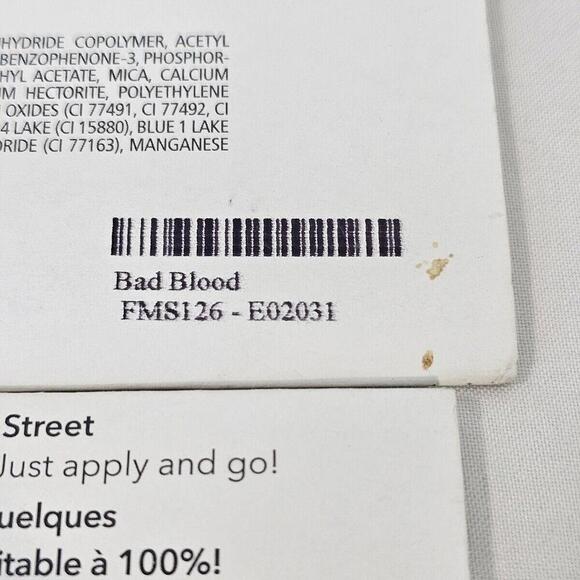 HYDRIDE COPOLYMER, ACETYL
BENZOPHENONE-3, PHOSPHOR-
HYL ACETATE, MICA, CALCIUM
M HECTORITE, POLYETHYLENE
OXIDES (CI 77491, CI 77492, CI
4 LAKE (CI 15880), BLUE 1 LAKE
ORIDE (CI 77163), MANGANESE
Bad Blood
FMS126 - E02031
Street
Just apply and go!
uelques
itable à 100%!